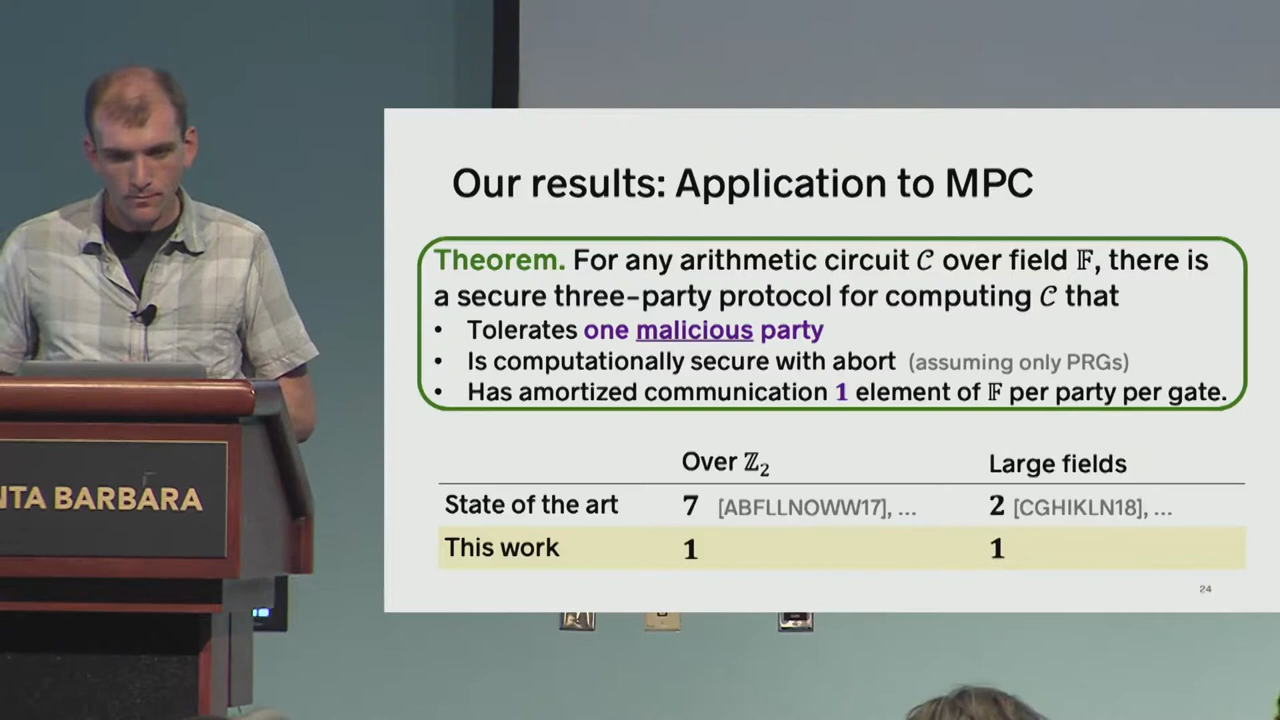 Our results: Application to MPC
Theorem. For any arithmetic circuit 𝒞 over field 𝔽, there is
a secure three-party protocol for computing 𝒞 that
• Tolerates one malicious party
• Is computationally secure with abort (assuming only PRGs)
• Has amortized communication 1 element of 𝔽 per party per gate.
Over ℤ₂ Large fields
State of the art 7 [ABFLLNOWW17], ... 2 [CGHIKLN18], ...
This work 1 1
24
NTA BARBARA